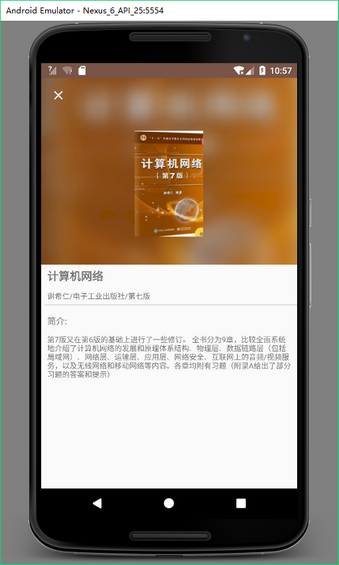 Android Emulator - Nexus_6_API_25:5554
10:57
计算机网络
（第7版）
计算机网络
谢希仁/电子工业出版社/第七版
简介:
第7版又在第6版的基础上进行了一些修订。 全书分为9章，比较全面系统
地介绍了计算机网络的发展和原理体系结构、物理层、数据链路层（包括
局域网）、网络层、运输层、应用层、网络安全、互联网上的音频/视频服
务，以及无线网络和移动网络等内容。各章均附有习题（附录A给出了部分
习题的答案和提示）